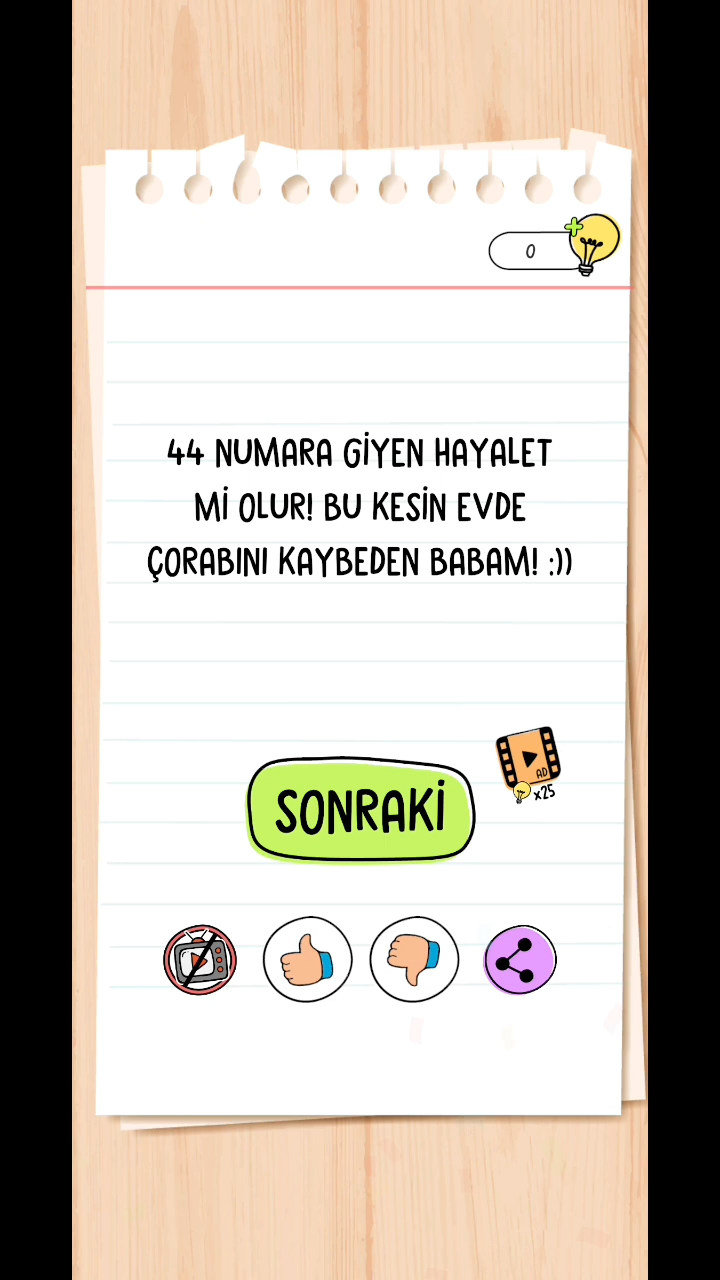 0
44 NUMARA GİYEN HAYALET
Mİ OLUR! BU KESİN EVDE
ÇORABINI KAYBEDEN BABAM! :))
AD
x25
SONRAKİ